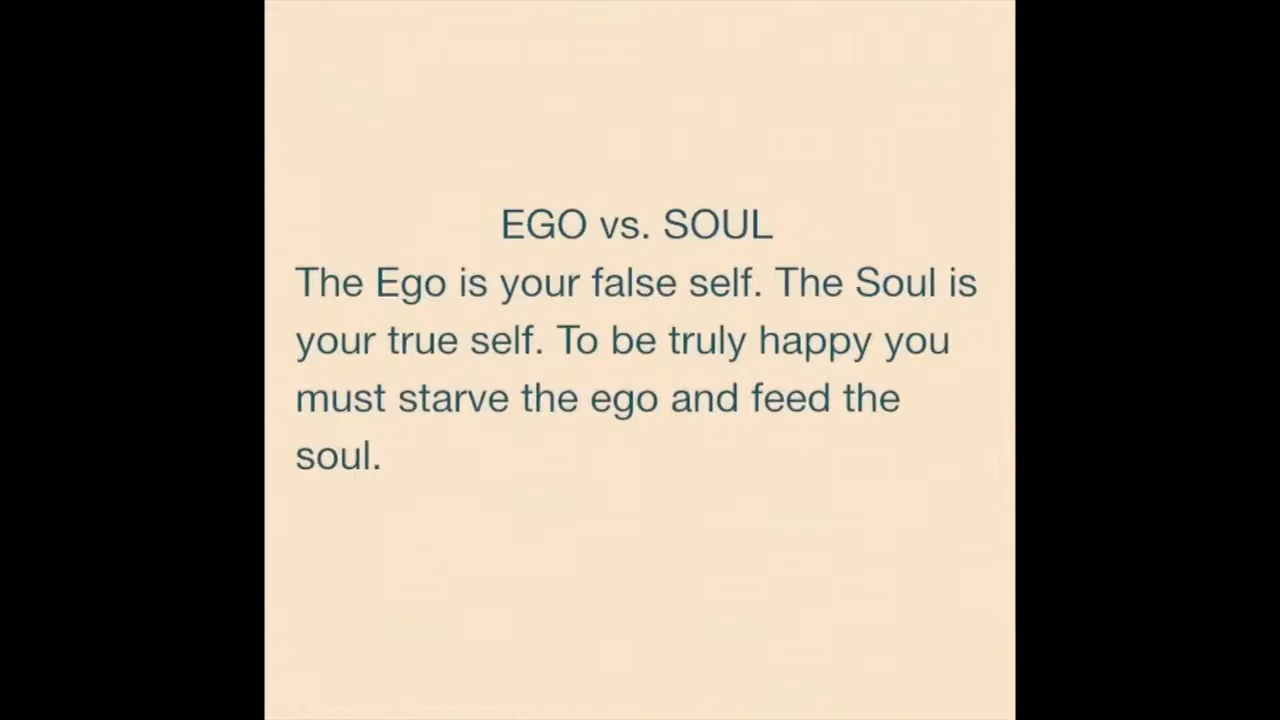 EGO vs. SOUL
The Ego is your false self. The Soul is
your true self. To be truly happy you
must starve the ego and feed the
soul.